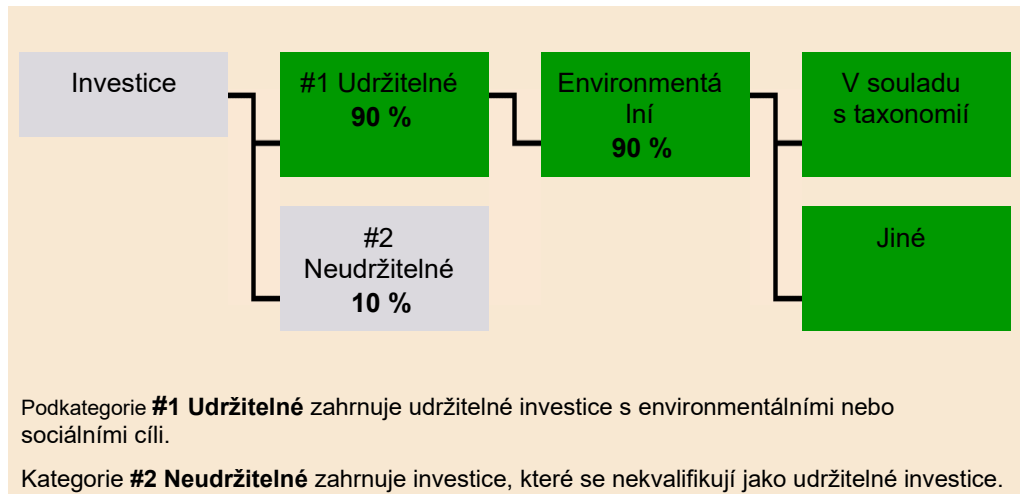 Investice
#1 Udržitelné
90 %
Environmentá
lní
90 %
V souladu
s taxonomií
#2
Neudržitelné
10 %
Jiné
Podkategorie #1 Udržitelné zahrnuje udržitelné investice s environmentálními nebo
sociálními cíli.
Kategorie #2 Neudržitelné zahrnuje investice, které se nekvalifikují jako udržitelné investice.